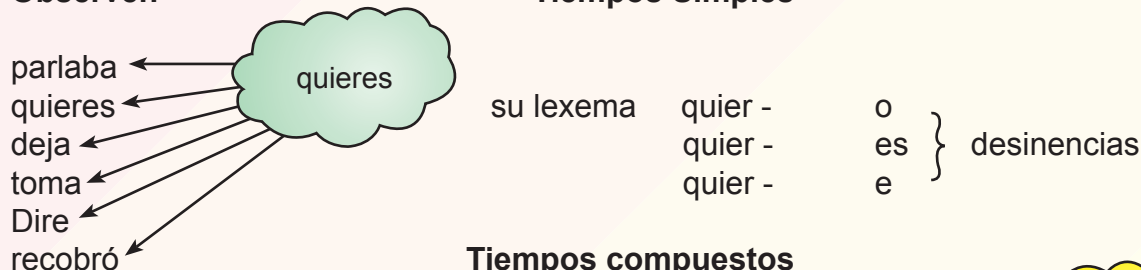 Observen
Tiempos Simples
parlaba
quieres
quieres
su lexema quier - o
deja
quier - es } desinencias
toma
quier - e
Dire
recobró
Tiempos compuestos